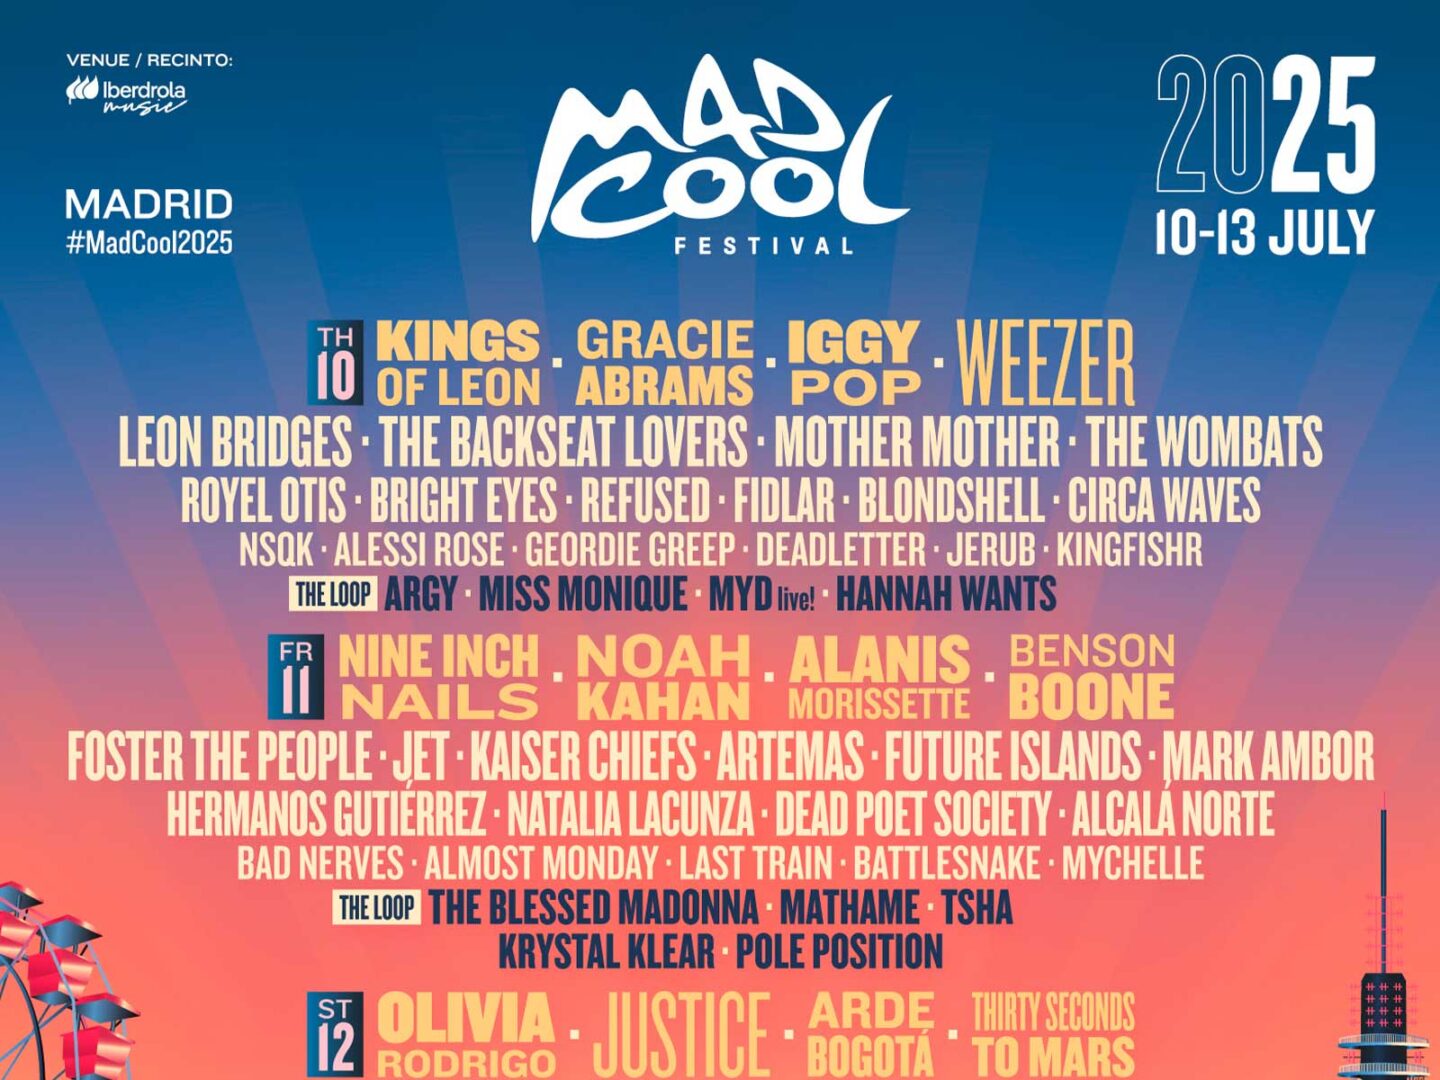 VENUE / RECINTO:
Iberdrola
music
MADRID
#MadCool2025
MAD
COOL
FESTIVAL
2025
10-13 JULY
TH 10 KINGS OF LEON · GRACIE ABRAMS · IGGY POP · WEEZER
LEON BRIDGES · THE BACKSEAT LOVERS · MOTHER MOTHER · THE WOMBATS
ROYEL OTIS · BRIGHT EYES · REFUSED · FIDLAR · BLONDSHELL · CIRCA WAVES
NSQK · ALESSI ROSE · GEORDIE GREEP · DEADLETTER · JERUB · KINGFISHR
THE LOOP ARGY · MISS MONIQUE · MYD live! · HANNAH WANTS
FR 11 NINE INCH NAILS · NOAH KAHAN · ALANIS MORISSETTE · BENSON BOONE
FOSTER THE PEOPLE · JET · KAISER CHIEFS · ARTEMAS · FUTURE ISLANDS · MARK AMBOR
HERMANOS GUTIÉRREZ · NATALIA LACUNZA · DEAD POET SOCIETY · ALCALÁ NORTE
BAD NERVES · ALMOST MONDAY · LAST TRAIN · BATTLESNAKE · MYCHELLE
THE LOOP THE BLESSED MADONNA · MATHAME · TSHA
KRYSTAL KLEAR · POLE POSITION
ST 12 OLIVIA RODRIGO · JUSTICE · ARDE BOGOTÁ · THIRTY SECONDS TO MARS